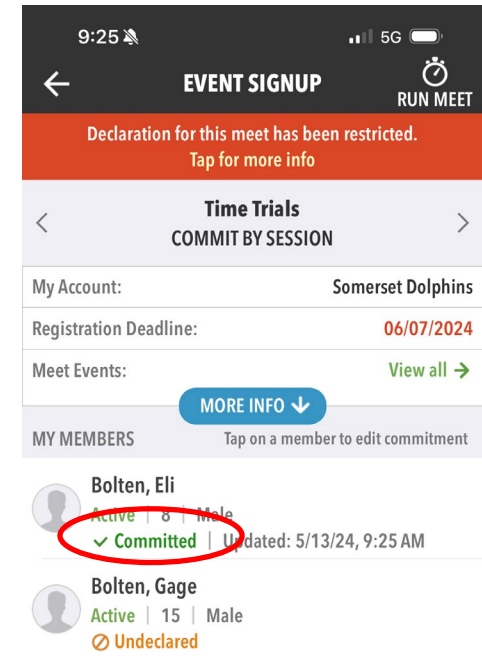 9:25 5G
EVENT SIGNUP
RUN MEET
Declaration for this meet has been restricted.
Tap for more info
Time Trials
COMMIT BY SESSION
My Account: Somerset Dolphins
Registration Deadline: 06/07/2024
Meet Events: View all →
MORE INFO ↓
MY MEMBERS Tap on a member to edit commitment
Bolten, Eli
Active | 8 | Male
✓ Committed | Updated: 5/13/24, 9:25 AM
Bolten, Gage
Active | 15 | Male
Undeclared